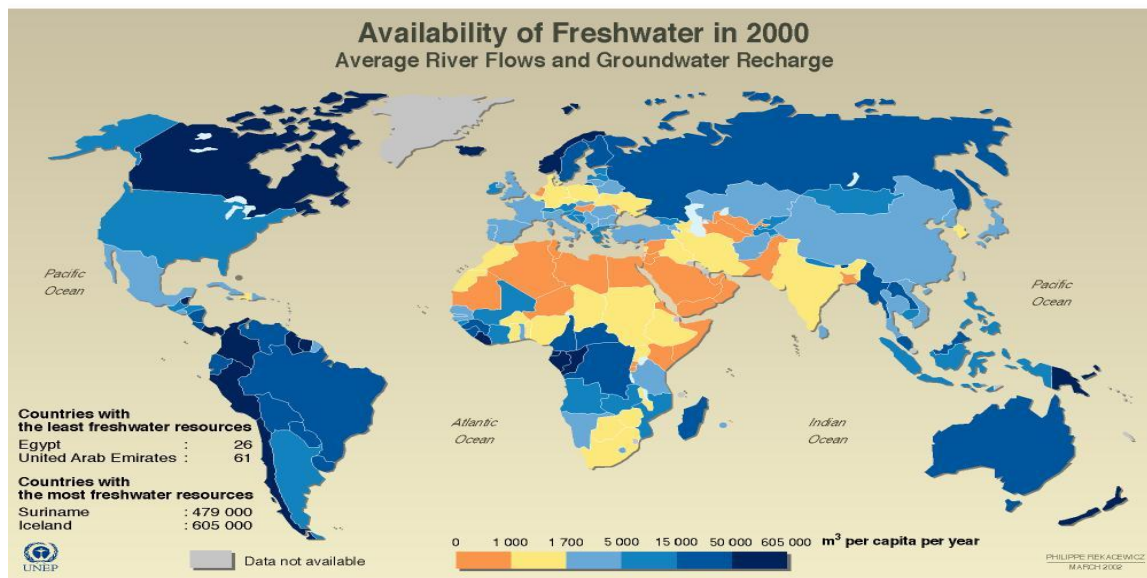 Availability of Freshwater in 2000
Average River Flows and Groundwater Recharge
Pacific
Ocean
Pacific
Ocean
Atlantic
Ocean
Indian
Ocean
Countries with
the least freshwater resources
Egypt : 26
United Arab Emirates : 61
Countries with
the most freshwater resources
Suriname : 479 000
Iceland : 605 000
0 1 000 1 700 5 000 15 000 50 000 605 000 m³ per capita per year
Data not available
UNEP
PHILIPPE REKACEWICZ
MARCH 2002